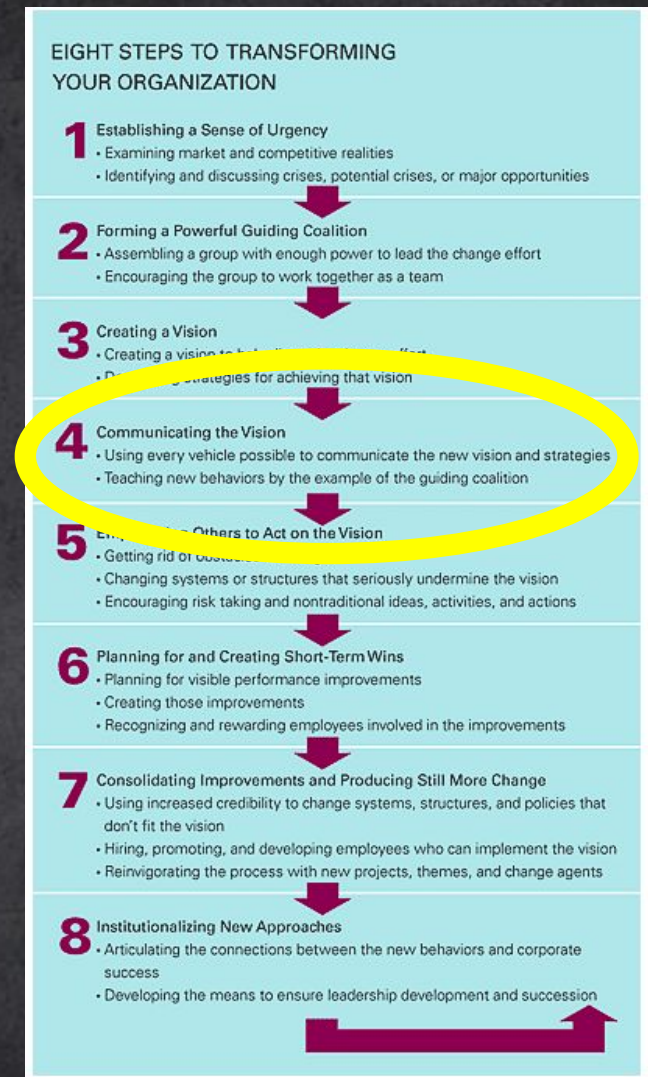 EIGHT STEPS TO TRANSFORMING
YOUR ORGANIZATION
1 Establishing a Sense of Urgency
• Examining market and competitive realities
• Identifying and discussing crises, potential crises, or major opportunities
2 Forming a Powerful Guiding Coalition
• Assembling a group with enough power to lead the change effort
• Encouraging the group to work together as a team
3 Creating a Vision
• Creating a vision to
strategies for achieving that vision
4 Communicating the Vision
• Using every vehicle possible to communicate the new vision and strategies
• Teaching new behaviors by the example of the guiding coalition
5 Others to Act on the Vision
• Getting rid of
• Changing systems or structures that seriously undermine the vision
• Encouraging risk taking and nontraditional ideas, activities, and actions
6 Planning for and Creating Short-Term Wins
• Planning for visible performance improvements
• Creating those improvements
• Recognizing and rewarding employees involved in the improvements
7 Consolidating Improvements and Producing Still More Change
• Using increased credibility to change systems, structures, and policies that
don't fit the vision
• Hiring, promoting, and developing employees who can implement the vision
• Reinvigorating the process with new projects, themes, and change agents
8 Institutionalizing New Approaches
• Articulating the connections between the new behaviors and corporate
success
• Developing the means to ensure leadership development and succession